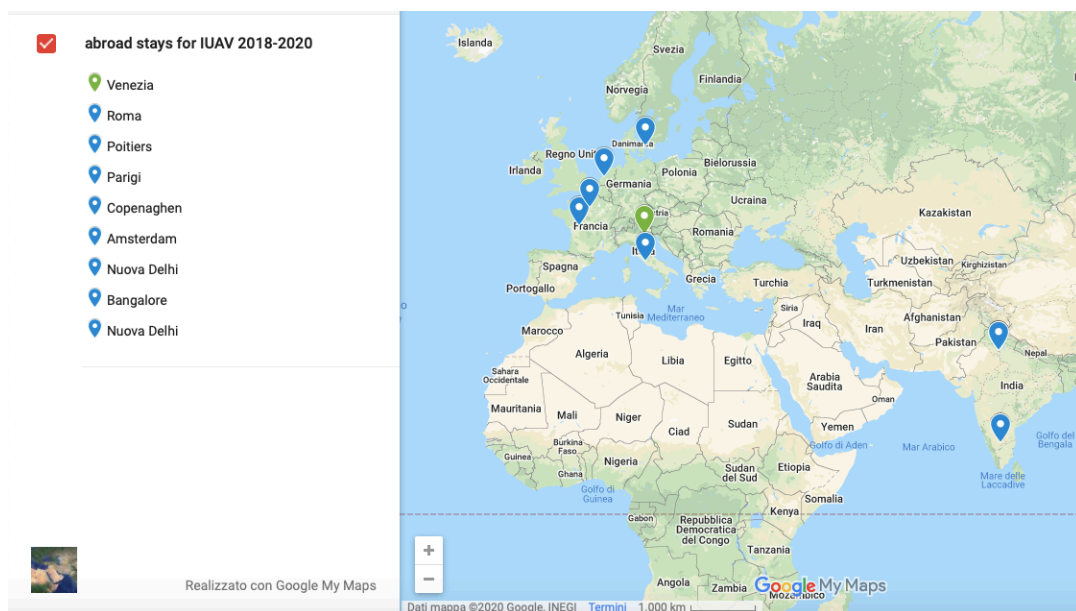 abroad stays for IUAV 2018-2020
Venezia
Roma
Poitiers
Parigi
Copenaghen
Amsterdam
Nuova Delhi
Bangalore
Nuova Delhi
Realizzato con Google My Maps
Islanda
Svezia
Finlandia
Norvegia
Regno Unit
Irlanda
Bielorussia
Polonia
Germania
Ucraina
Kazakistan
Francia
Romania
Uzbekistan
Kirghizistan
Spagna
Portogallo
Grecia
Turchia
Turkmenistan
Mar
Mediterraneo
Tunisia
Siria
Iraq
Iran
Afghanistan
Pakistan
Nepal
Marocco
Algeria
Libia
Egitto
Sahara
Occidentale
Arabia
Saudita
Oman
India
Mauritania
Mali
Niger
Ciad
Sudan
Yemen
Golfo di Aden
Mar Arabico
Golfo del
Bengala
Burkina
Faso
Guinea
Ghana
Nigeria
Sudan
del Sud
Etiopia
Mare delle
Laccadive
Golfo di
Guinea
Somalia
Gabon
Kenya
Repubblica
Democratica
del Congo
Tanzania
Angola
Zambia
Google My Maps
Dati mappa ©2020 Google, INEGI Termini 1.000 km